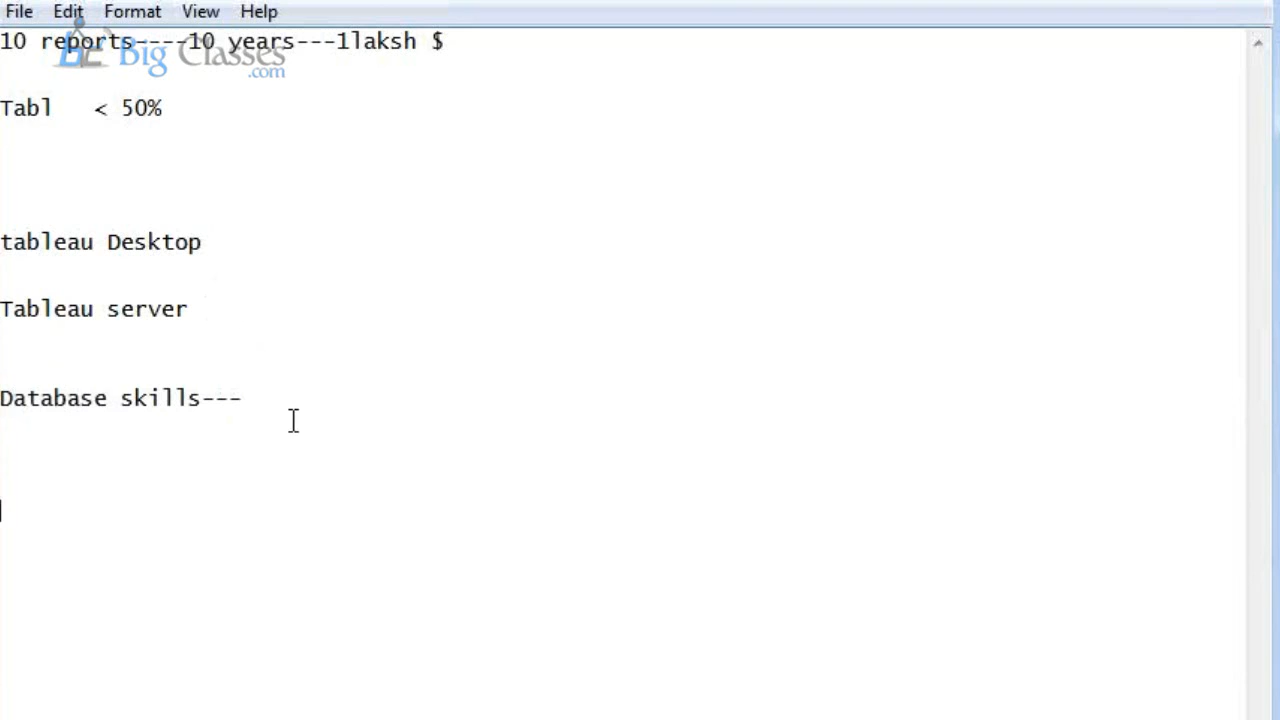 File Edit Format View Help
10 reports----10 years---1laksh $
Big Classes
.com
Tabl < 50%
tableau Desktop
Tableau server
Database skills---